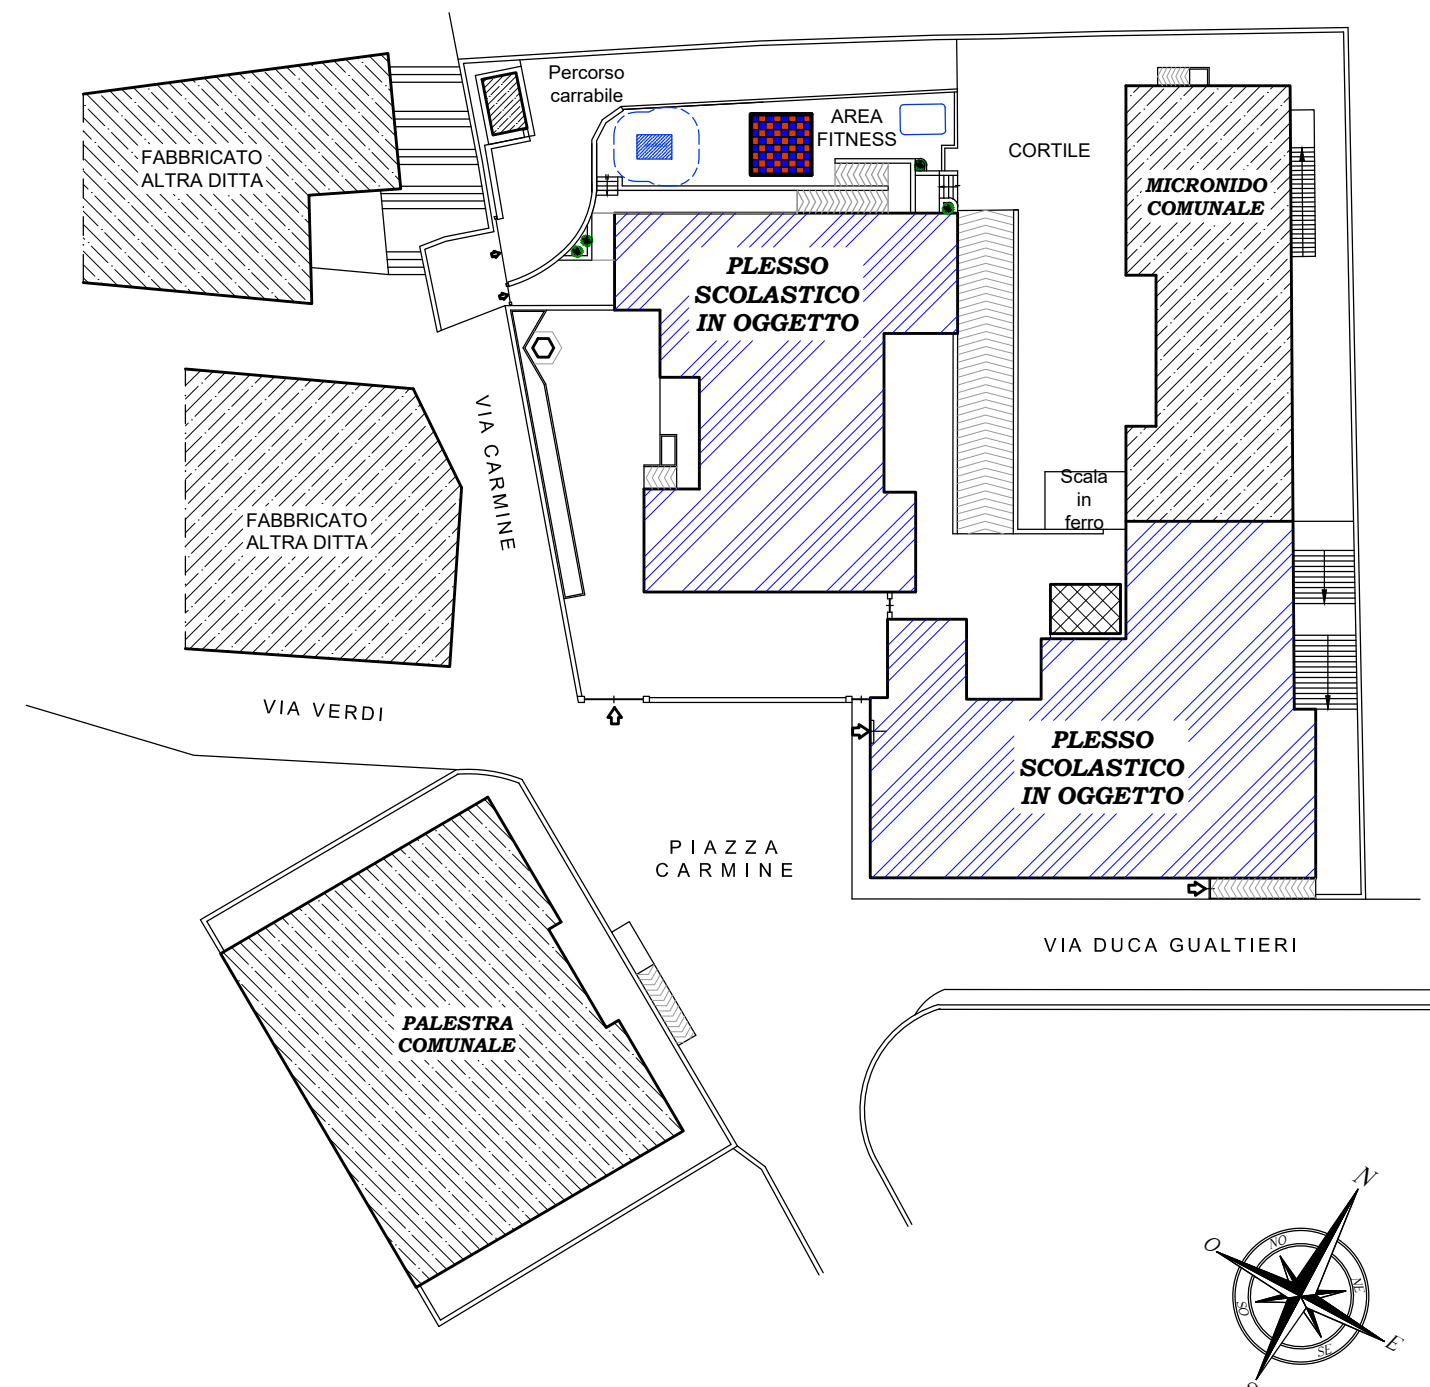 Percorso
carrabile
AREA
FITNESS
CORTILE
FABBRICATO
ALTRA DITTA
MICRONIDO
COMUNALE
PLESSO
SCOLASTICO
IN OGGETTO
VIA CARMINE
Scala
in
ferro
FABBRICATO
ALTRA DITTA
VIA VERDI
PLESSO
SCOLASTICO
IN OGGETTO
PIAZZA
CARMINE
VIA DUCA GUALTIERI
PALESTRA
COMUNALE
N
O
NO
NE
SO
SE
E